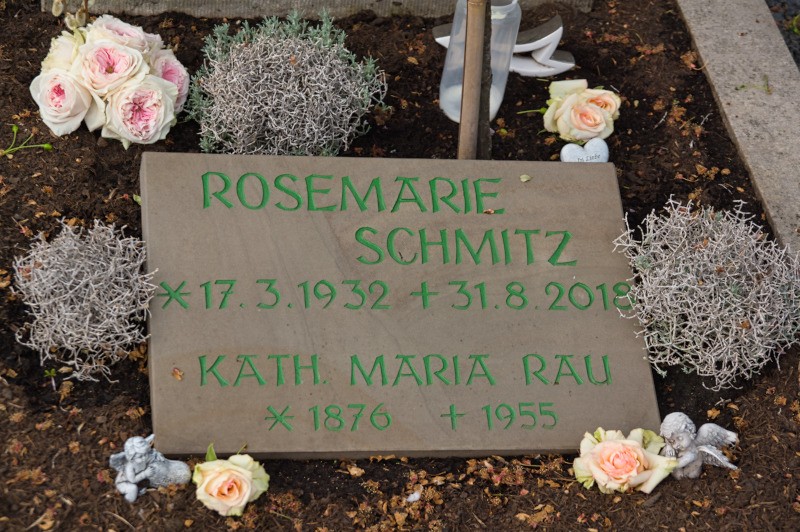 ROSEMARIE
SCHMITZ
* 17.3.1932 + 31.8.2018
KATH. MARIA RAU
* 1876 + 1955